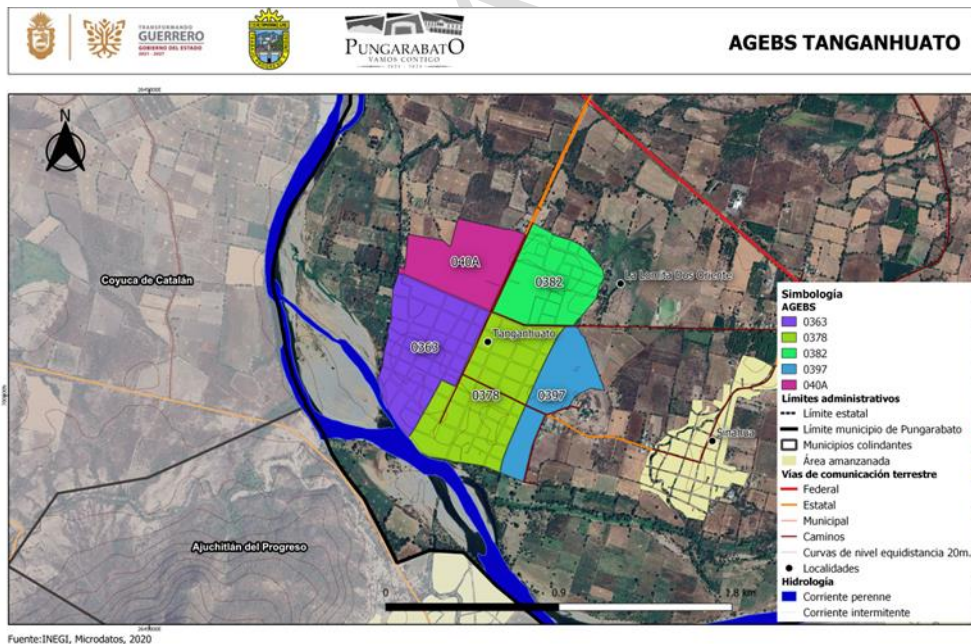 TRANSFORMANDO
GUERRERO
GOBIERNO DEL ESTADO
2021 - 2027
PUNGARABATO
VAMOS CONTIGO
AGEBS TANGANHUATO
N
Coyuca de Catalán
040A
0382
La Lomita Dos Oriente
Tanganhuato
0363
0378
0397
Sinahua
Ajuchitlán del Progreso
Simbología
AGEBS
0363
0378
0382
0397
040A
Límites administrativos
Límite estatal
Límite municipio de Pungarabato
Municipios colindantes
Área amanzanada
Vías de comunicación terrestre
Federal
Estatal
Municipal
Caminos
Curvas de nivel equidistancia 20m.
Localidades
Hidrología
Corriente perenne
Corriente intermitente
0 0.9 1.8 km
Fuente:INEGI, Microdatos, 2020